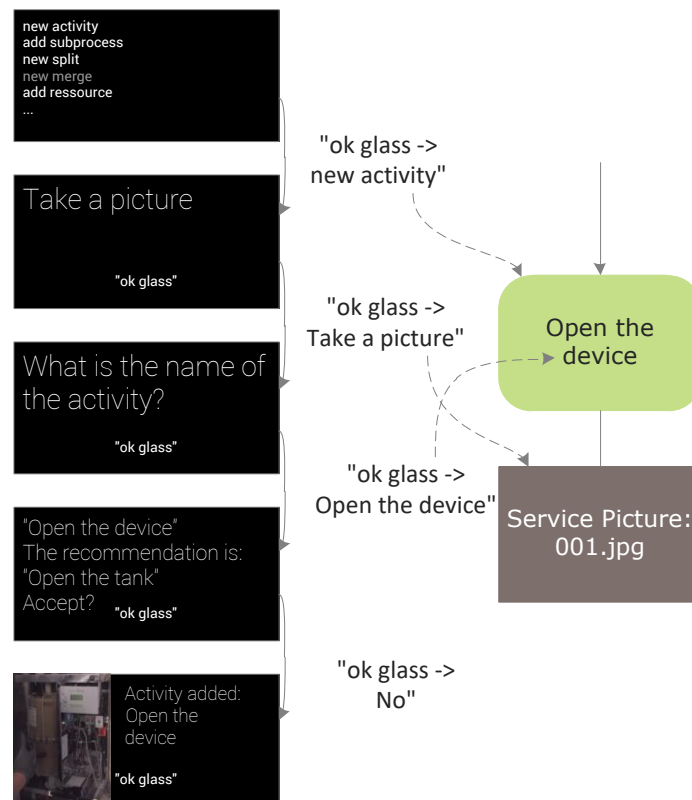 new activity
add subprocess
new split
new merge
add ressource
...
"ok glass ->
new activity"
Take a picture
"ok glass"
"ok glass ->
Take a picture"
Open the
device
What is the name of
the activity?
"ok glass"
"ok glass ->
Open the device"
Service Picture:
001.jpg
"Open the device"
The recommendation is:
"Open the tank"
Accept?
"ok glass"
"ok glass ->
No"
Activity added:
Open the
device
"ok glass"